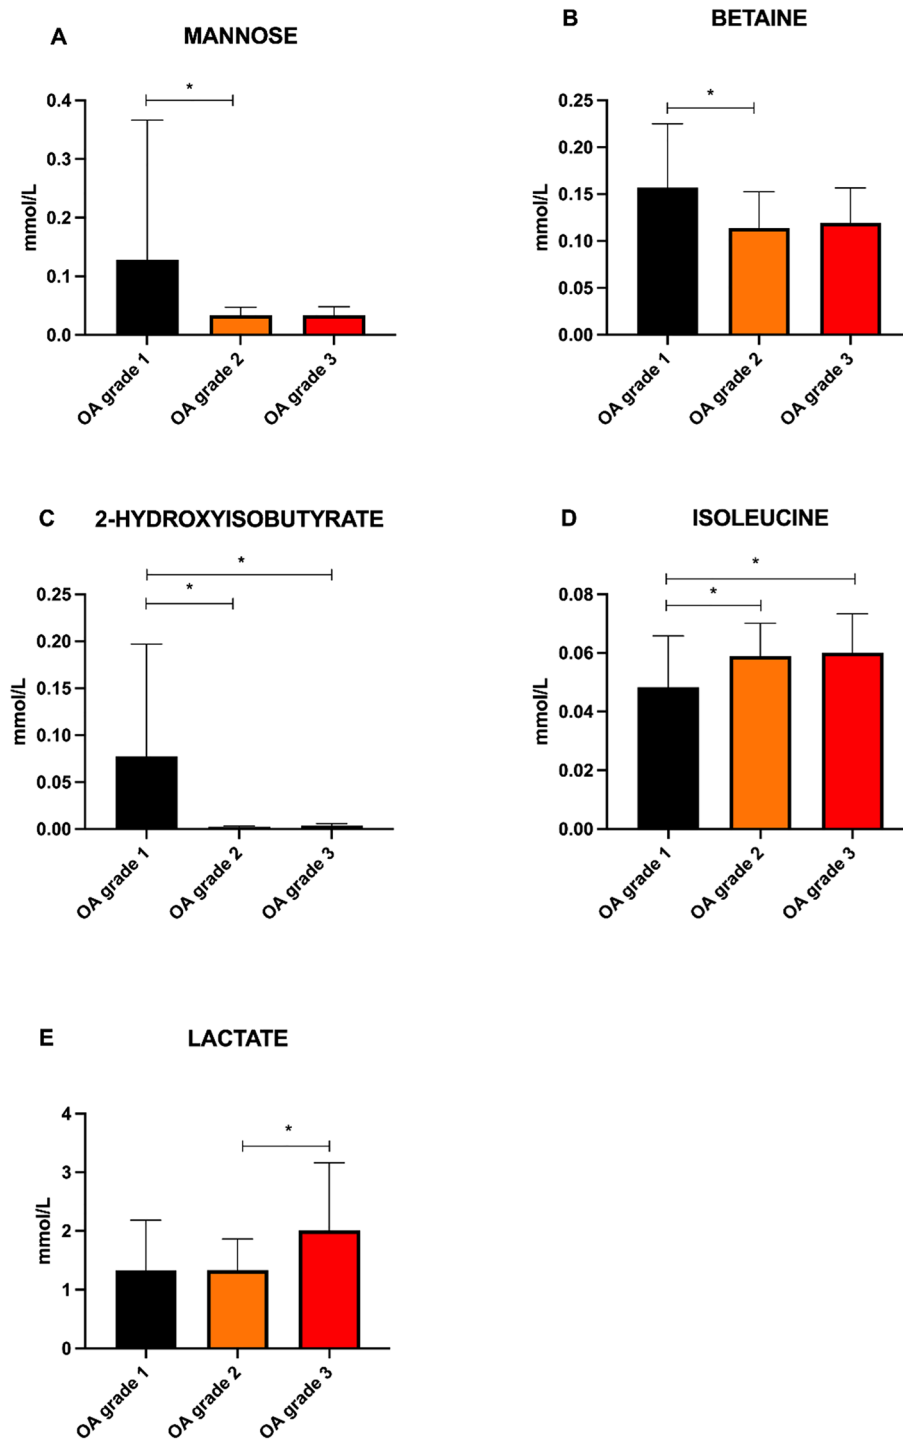 A MANNOSE
*
0.4
0.3
0.2
0.1
0.0
mmol/L
OA grade 1
OA grade 2
OA grade 3
B BETAINE
*
0.25
0.20
0.15
0.10
0.05
0.00
mmol/L
OA grade 1
OA grade 2
OA grade 3
C 2-HYDROXYISOBUTYRATE
*
*
0.25
0.20
0.15
0.10
0.05
0.00
mmol/L
OA grade 1
OA grade 2
OA grade 3
D ISOLEUCINE
*
*
0.08
0.06
0.04
0.02
0.00
mmol/L
OA grade 1
OA grade 2
OA grade 3
E LACTATE
*
4
3
2
1
0
mmol/L
OA grade 1
OA grade 2
OA grade 3